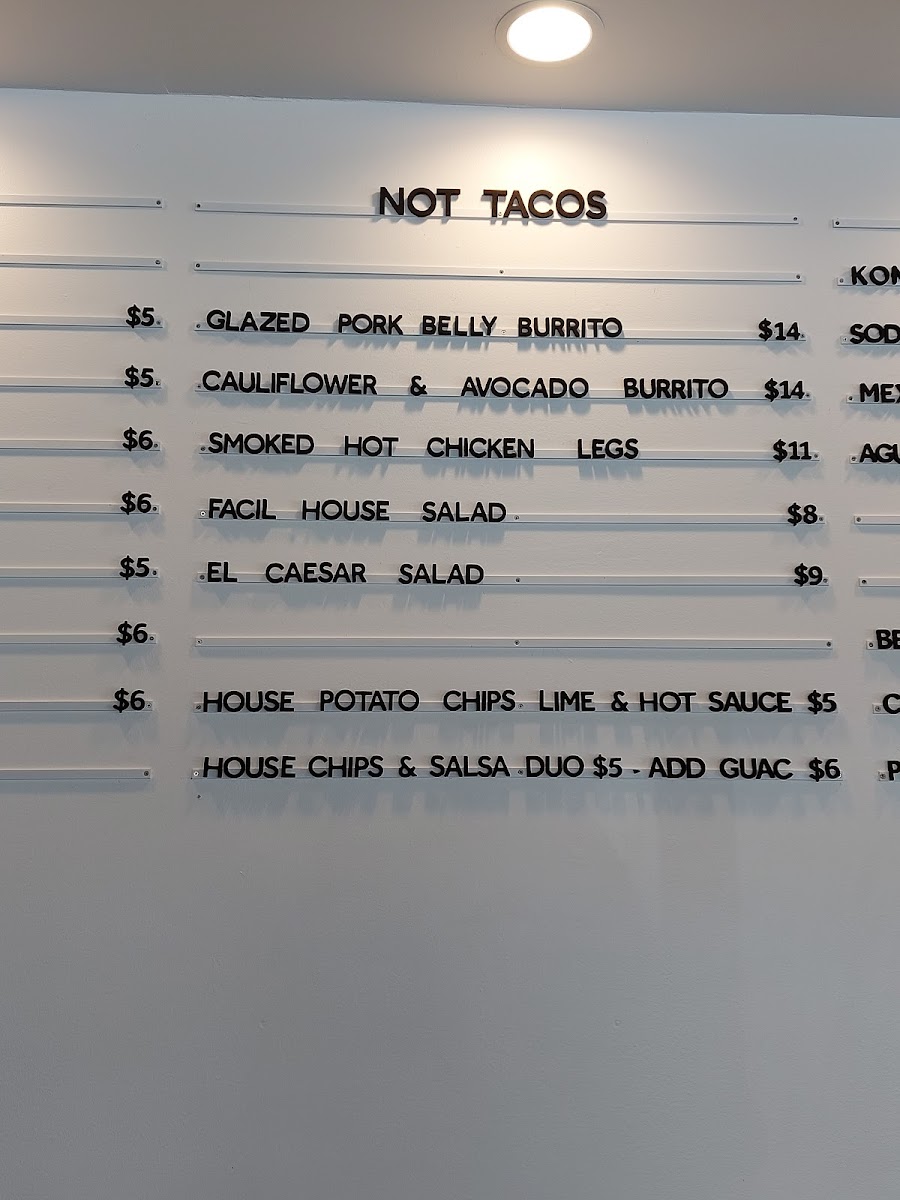 NOT TACOS
$5
$5
$6
$6
$5
$6
$6
GLAZED PORK BELLY BURRITO $14
CAULIFLOWER & AVOCADO BURRITO $14
SMOKED HOT CHICKEN LEGS $11
FACIL HOUSE SALAD $8
EL CAESAR SALAD $9
HOUSE POTATO CHIPS LIME & HOT SAUCE $5
HOUSE CHIPS & SALSA DUO $5 - ADD GUAC $6